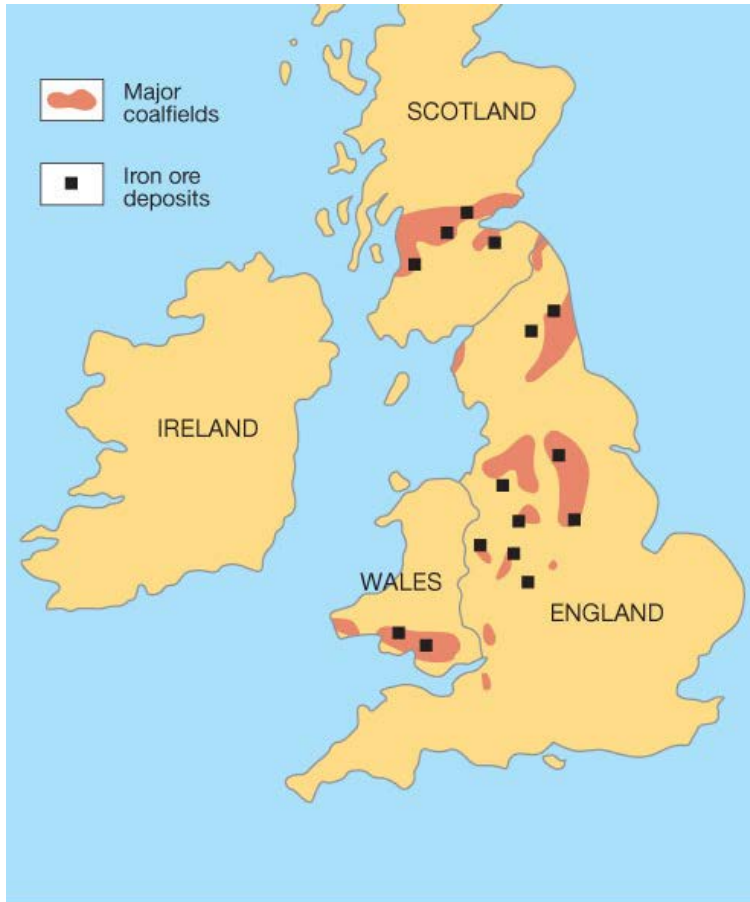 Major
coalfields
Iron ore
deposits
SCOTLAND
IRELAND
WALES
ENGLAND